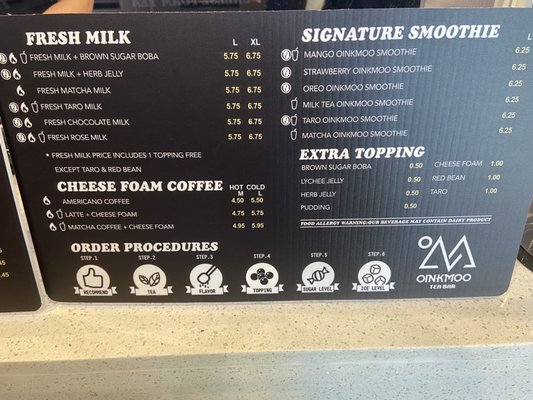 FRESH MILK
L XL
FRESH MILK + BROWN SUGAR BOBA 5.75 6.75
FRESH MILK + HERB JELLY 5.75 6.75
FRESH MATCHA MILK 5.75 6.75
FRESH TARO MILK 5.75 6.75
FRESH CHOCOLATE MILK 5.75 6.75
FRESH ROSE MILK 5.75 6.75
* FRESH MILK PRICE INCLUDES 1 TOPPING FREE
EXCEPT TARO & RED BEAN
CHEESE FOAM COFFEE
HOT COLD
M L
AMERICANO COFFEE 4.50 5.50
LATTE + CHEESE FOAM 4.75 5.75
MATCHA COFFEE + CHEESE FOAM 4.95 5.95
SIGNATURE SMOOTHIE
L
MANGO OINKMOO SMOOTHIE 6.25
STRAWBERRY OINKMOO SMOOTHIE 6.25
OREO OINKMOO SMOOTHIE 6.25
MILK TEA OINKMOO SMOOTHIE 6.25
TARO OINKMOO SMOOTHIE 6.25
MATCHA OINKMOO SMOOTHIE 6.25
EXTRA TOPPING
BROWN SUGAR BOBA 0.50 CHEESE FOAM 1.00
LYCHEE JELLY 0.50 RED BEAN 1.00
HERB JELLY 0.50 TARO 1.00
PUDDING 0.50
FOOD ALLERGY WARNING:OUR BEVERAGE MAY CONTAIN DAIRY PRODUCT
ORDER PROCEDURES
STEP.1 STEP.2 STEP.3 STEP.4 STEP.5 STEP.6
RECOMMEND TEA FLAVOR TOPPING SUGAR LEVEL ICE LEVEL
OINKMOO
TEA BAR